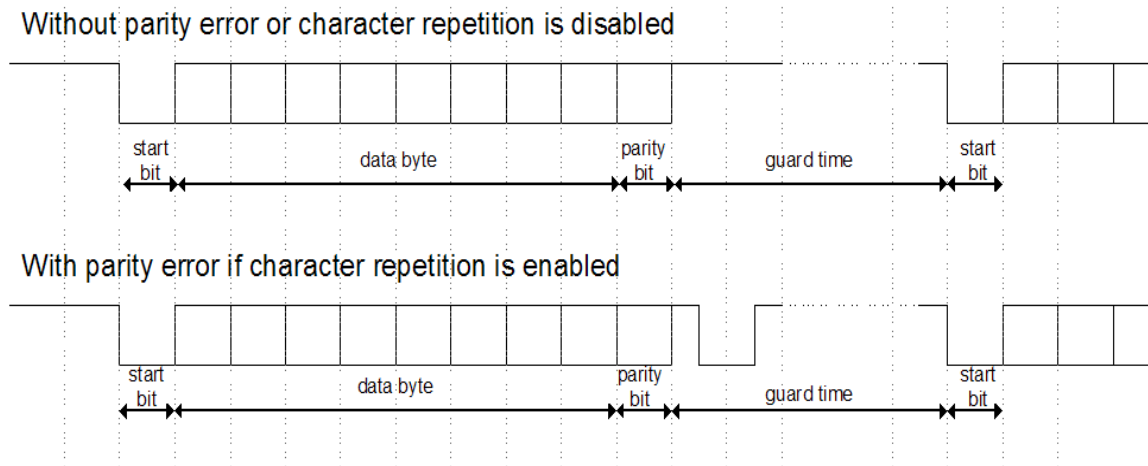 Without parity error or character repetition is disabled
start
bit
data byte
parity
bit
guard time
start
bit
With parity error if character repetition is enabled
start
bit
data byte
parity
bit
guard time
start
bit